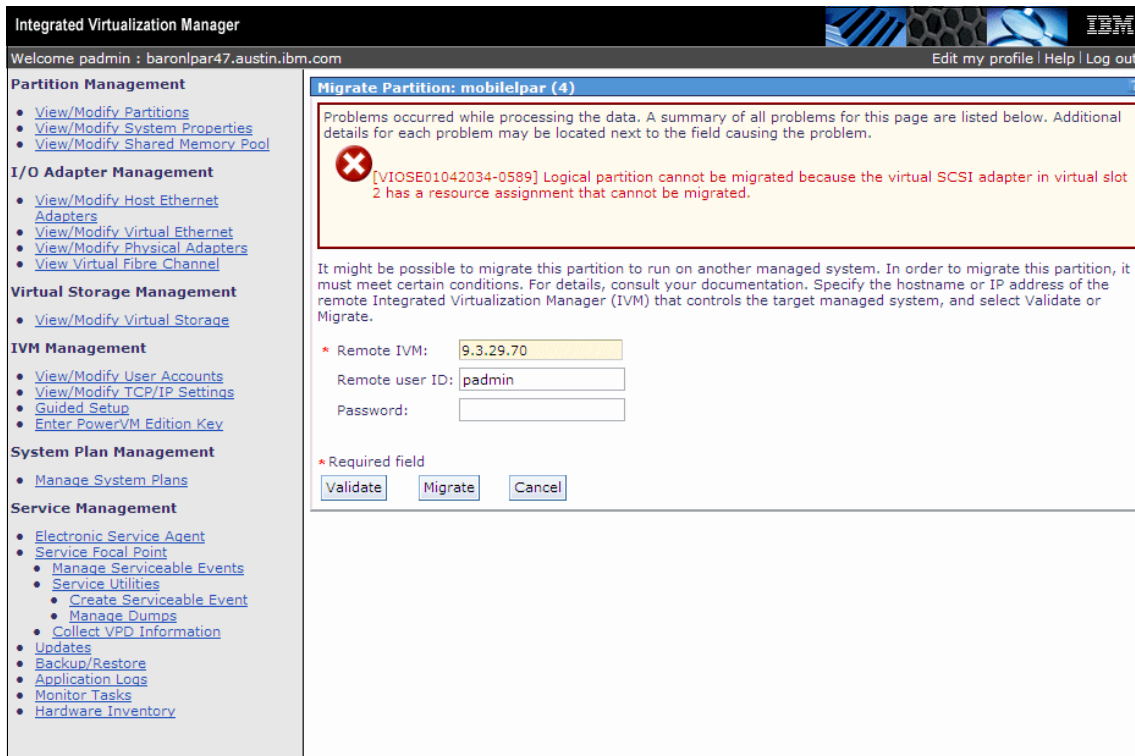 Integrated Virtualization Manager
IBM
Welcome padmin : baronlpar47.austin.ibm.com
Edit my profile | Help | Log out
Partition Management
View/Modify Partitions
View/Modify System Properties
View/Modify Shared Memory Pool
I/O Adapter Management
View/Modify Host Ethernet
Adapters
View/Modify Virtual Ethernet
View/Modify Physical Adapters
View Virtual Fibre Channel
Virtual Storage Management
View/Modify Virtual Storage
IVM Management
View/Modify User Accounts
View/Modify TCP/IP Settings
Guided Setup
Enter PowerVM Edition Key
System Plan Management
Manage System Plans
Service Management
Electronic Service Agent
Service Focal Point
Manage Serviceable Events
Service Utilities
Create Serviceable Event
Manage Dumps
Collect VPD Information
Updates
Backup/Restore
Application Logs
Monitor Tasks
Hardware Inventory
Migrate Partition: mobilelpar (4)
Problems occurred while processing the data. A summary of all problems for this page are listed below. Additional
details for each problem may be located next to the field causing the problem.
[VIOSE01042034-0589] Logical partition cannot be migrated because the virtual SCSI adapter in virtual slot
2 has a resource assignment that cannot be migrated.
It might be possible to migrate this partition to run on another managed system. In order to migrate this partition, it
must meet certain conditions. For details, consult your documentation. Specify the hostname or IP address of the
remote Integrated Virtualization Manager (IVM) that controls the target managed system, and select Validate or
Migrate.
* Remote IVM: 9.3.29.70
Remote user ID: padmin
Password:
* Required field
Validate Migrate Cancel